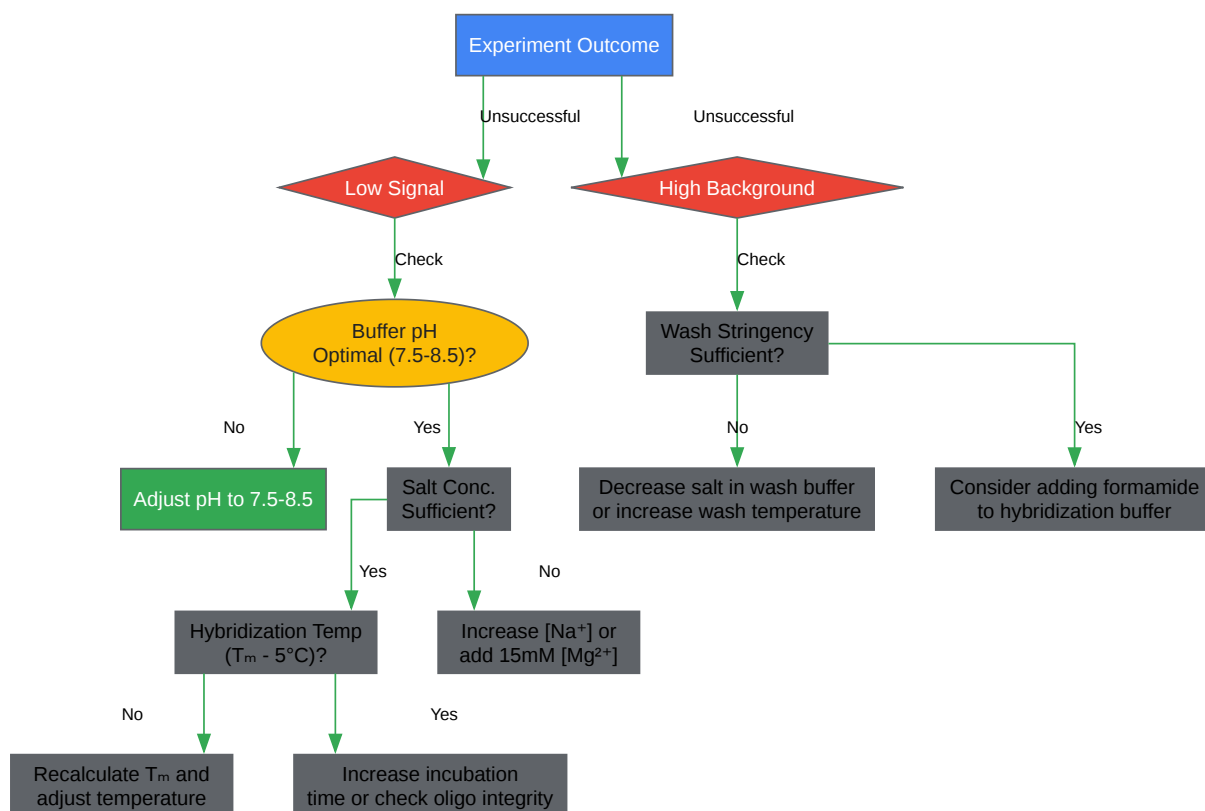 Experiment Outcome
Unsuccessful
Unsuccessful
Low Signal
High Background
Check
Check
Buffer pH
Optimal (7.5-8.5)?
Wash Stringency
Sufficient?
No
Yes
No
Yes
Adjust pH to 7.5-8.5
Salt Conc.
Sufficient?
Decrease salt in wash buffer
or increase wash temperature
Consider adding formamide
to hybridization buffer
Yes
No
Hybridization Temp
(Tₘ - 5°C)?
Increase [Na⁺] or
add 15mM [Mg²⁺]
No
Yes
Recalculate Tₘ and
adjust temperature
Increase incubation
time or check oligo integrity